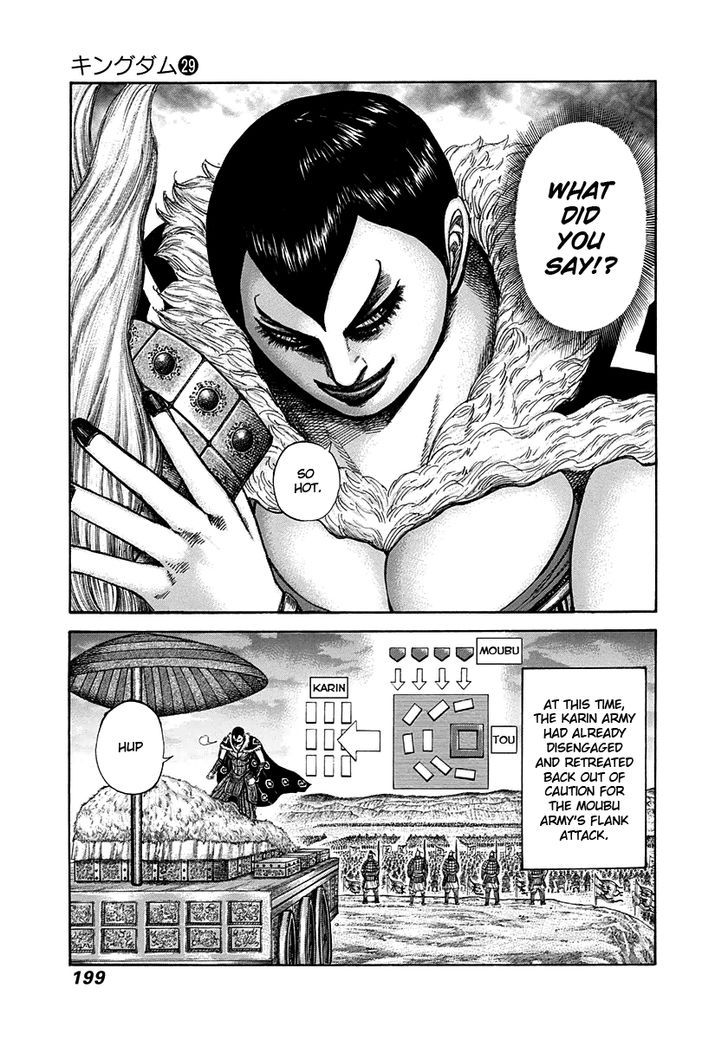 キングダム㉙
WHAT
DID
YOU
SAY!?
SO
HOT.
MOUBU
KARIN
TOU
HUP
AT THIS TIME,
THE KARIN ARMY
HAD ALREADY
DISENGAGED
AND RETREATED
BACK OUT OF
CAUTION FOR
THE MOUBU
ARMY'S FLANK
ATTACK.
199